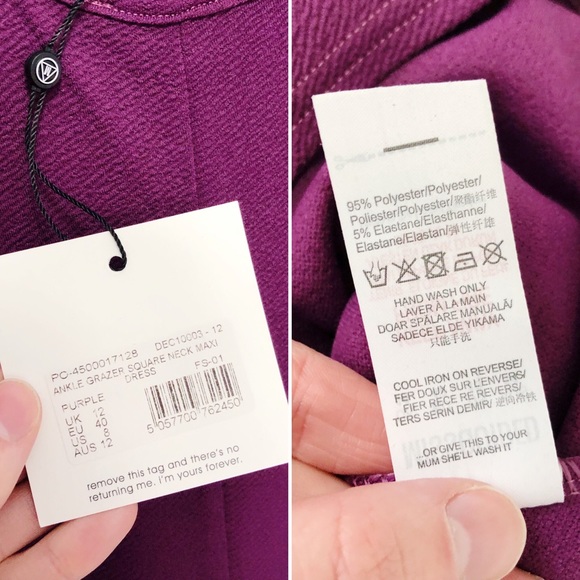 PO-4500017128 DEC10003 - 12
ANKLE GRAZER SQUARE NECK MAXI
DRESS
PURPLE FS-01
UK 12
EU 40
US 8
AUS 12
5 057700 762450
remove this tag and there's no
returning me. I'm yours forever.
95% Polyester/Polyester/
Poliester/Polyester/聚酯纤维
5% Elastane/Elasthanne/
Elastane/Elastan/弹性纤维
HAND WASH ONLY
LAVER À LA MAIN
DOAR SPĂLARE MANUALĂ/
SADECE ELDE YIKAMA
只能手洗
COOL IRON ON REVERSE/
FER DOUX SUR L'ENVERS/
FIER RECE PE REVERS/
TERS SERIN DEMIR/ 逆向冷铁
...OR GIVE THIS TO YOUR
MUM SHE'LL WASH IT